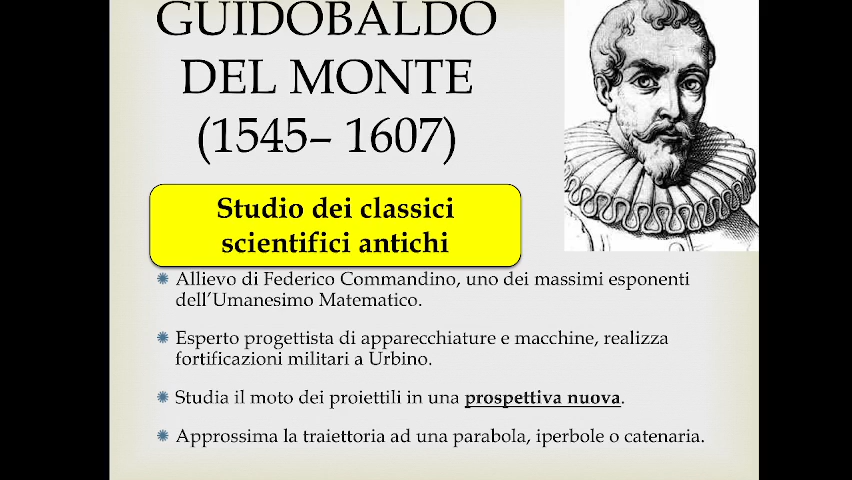 GUIDOBALDO
DEL MONTE
(1545– 1607)
Studio dei classici
scientifici antichi
Allievo di Federico Commandino, uno dei massimi esponenti
dell’Umanesimo Matematico.
Esperto progettista di apparecchiature e macchine, realizza
fortificazioni militari a Urbino.
Studia il moto dei proiettili in una prospettiva nuova.
Approssima la traiettoria ad una parabola, iperbole o catenaria.